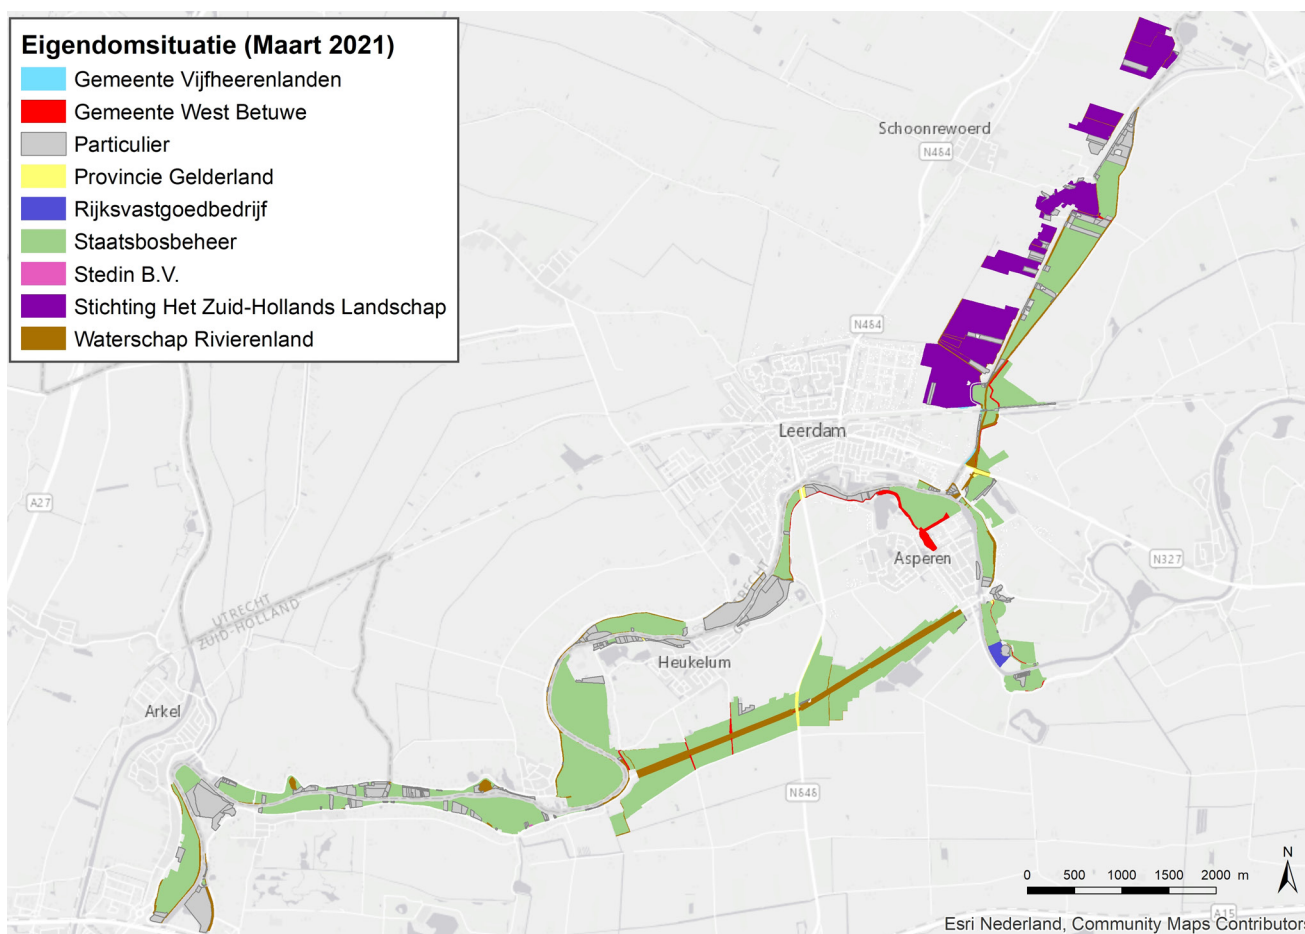 Eigendomsituatie (Maart 2021)
Gemeente Vijfheerenlanden
Gemeente West Betuwe
Particulier
Provincie Gelderland
Rijksvastgoedbedrijf
Staatsbosbeheer
Stedin B.V.
Stichting Het Zuid-Hollands Landschap
Waterschap Rivierenland
Schoonrewoerd
N484
N484
Leerdam
A27
Asperen
N327
UTRECHT
ZUID-HOLLAND
Heukelum
Arkel
N848
N
0 500 1000 1500 2000 m
A15
Esri Nederland, Community Maps Contributors